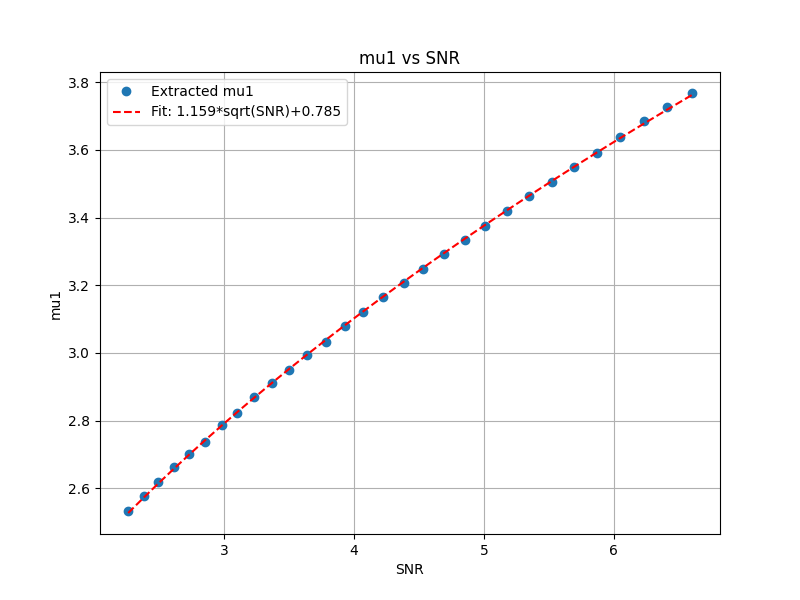 mu1 vs SNR
Extracted mu1
Fit: 1.159*sqrt(SNR)+0.785
3.8
3.6
3.4
3.2
3.0
2.8
2.6
mu1
3 4 5 6
SNR